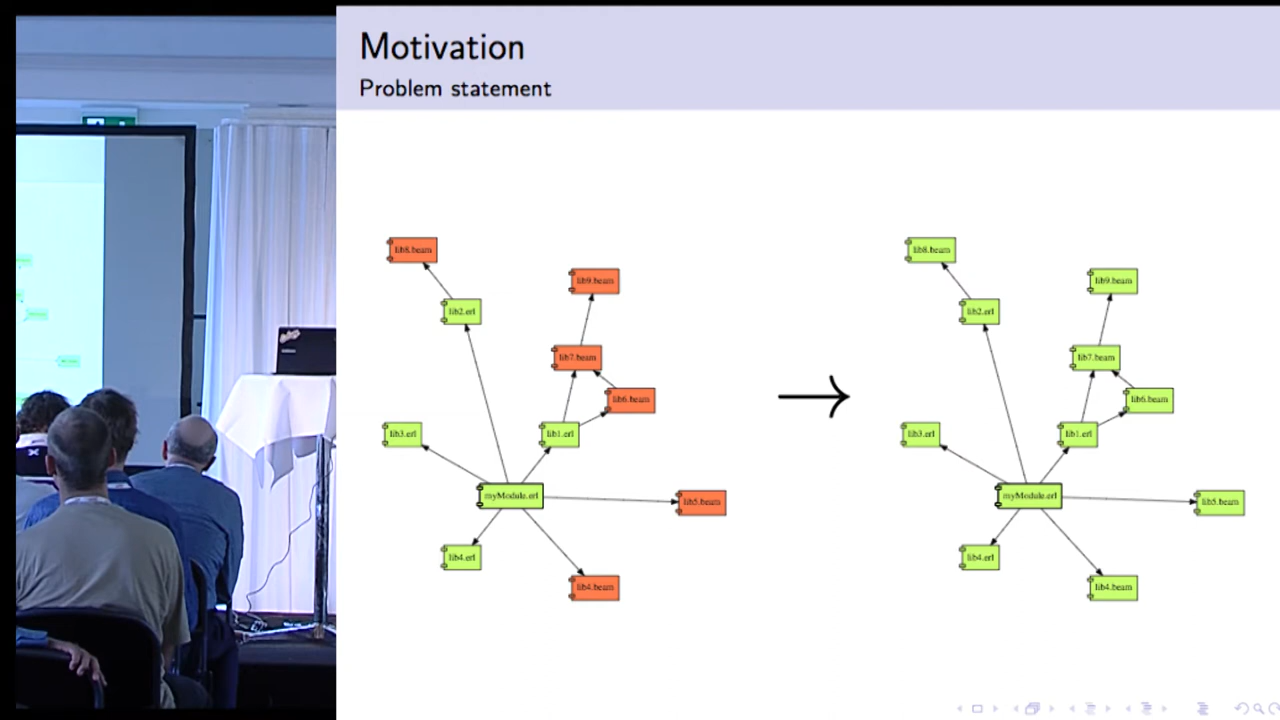 Motivation
Problem statement
lib8.beam
lib9.beam
lib2.erl
lib7.beam
lib6.beam
lib3.erl
lib1.erl
myModule.erl
lib5.beam
lib4.erl
lib4.beam
lib8.beam
lib9.beam
lib2.erl
lib7.beam
lib6.beam
lib3.erl
lib1.erl
myModule.erl
lib5.beam
lib4.erl
lib4.beam